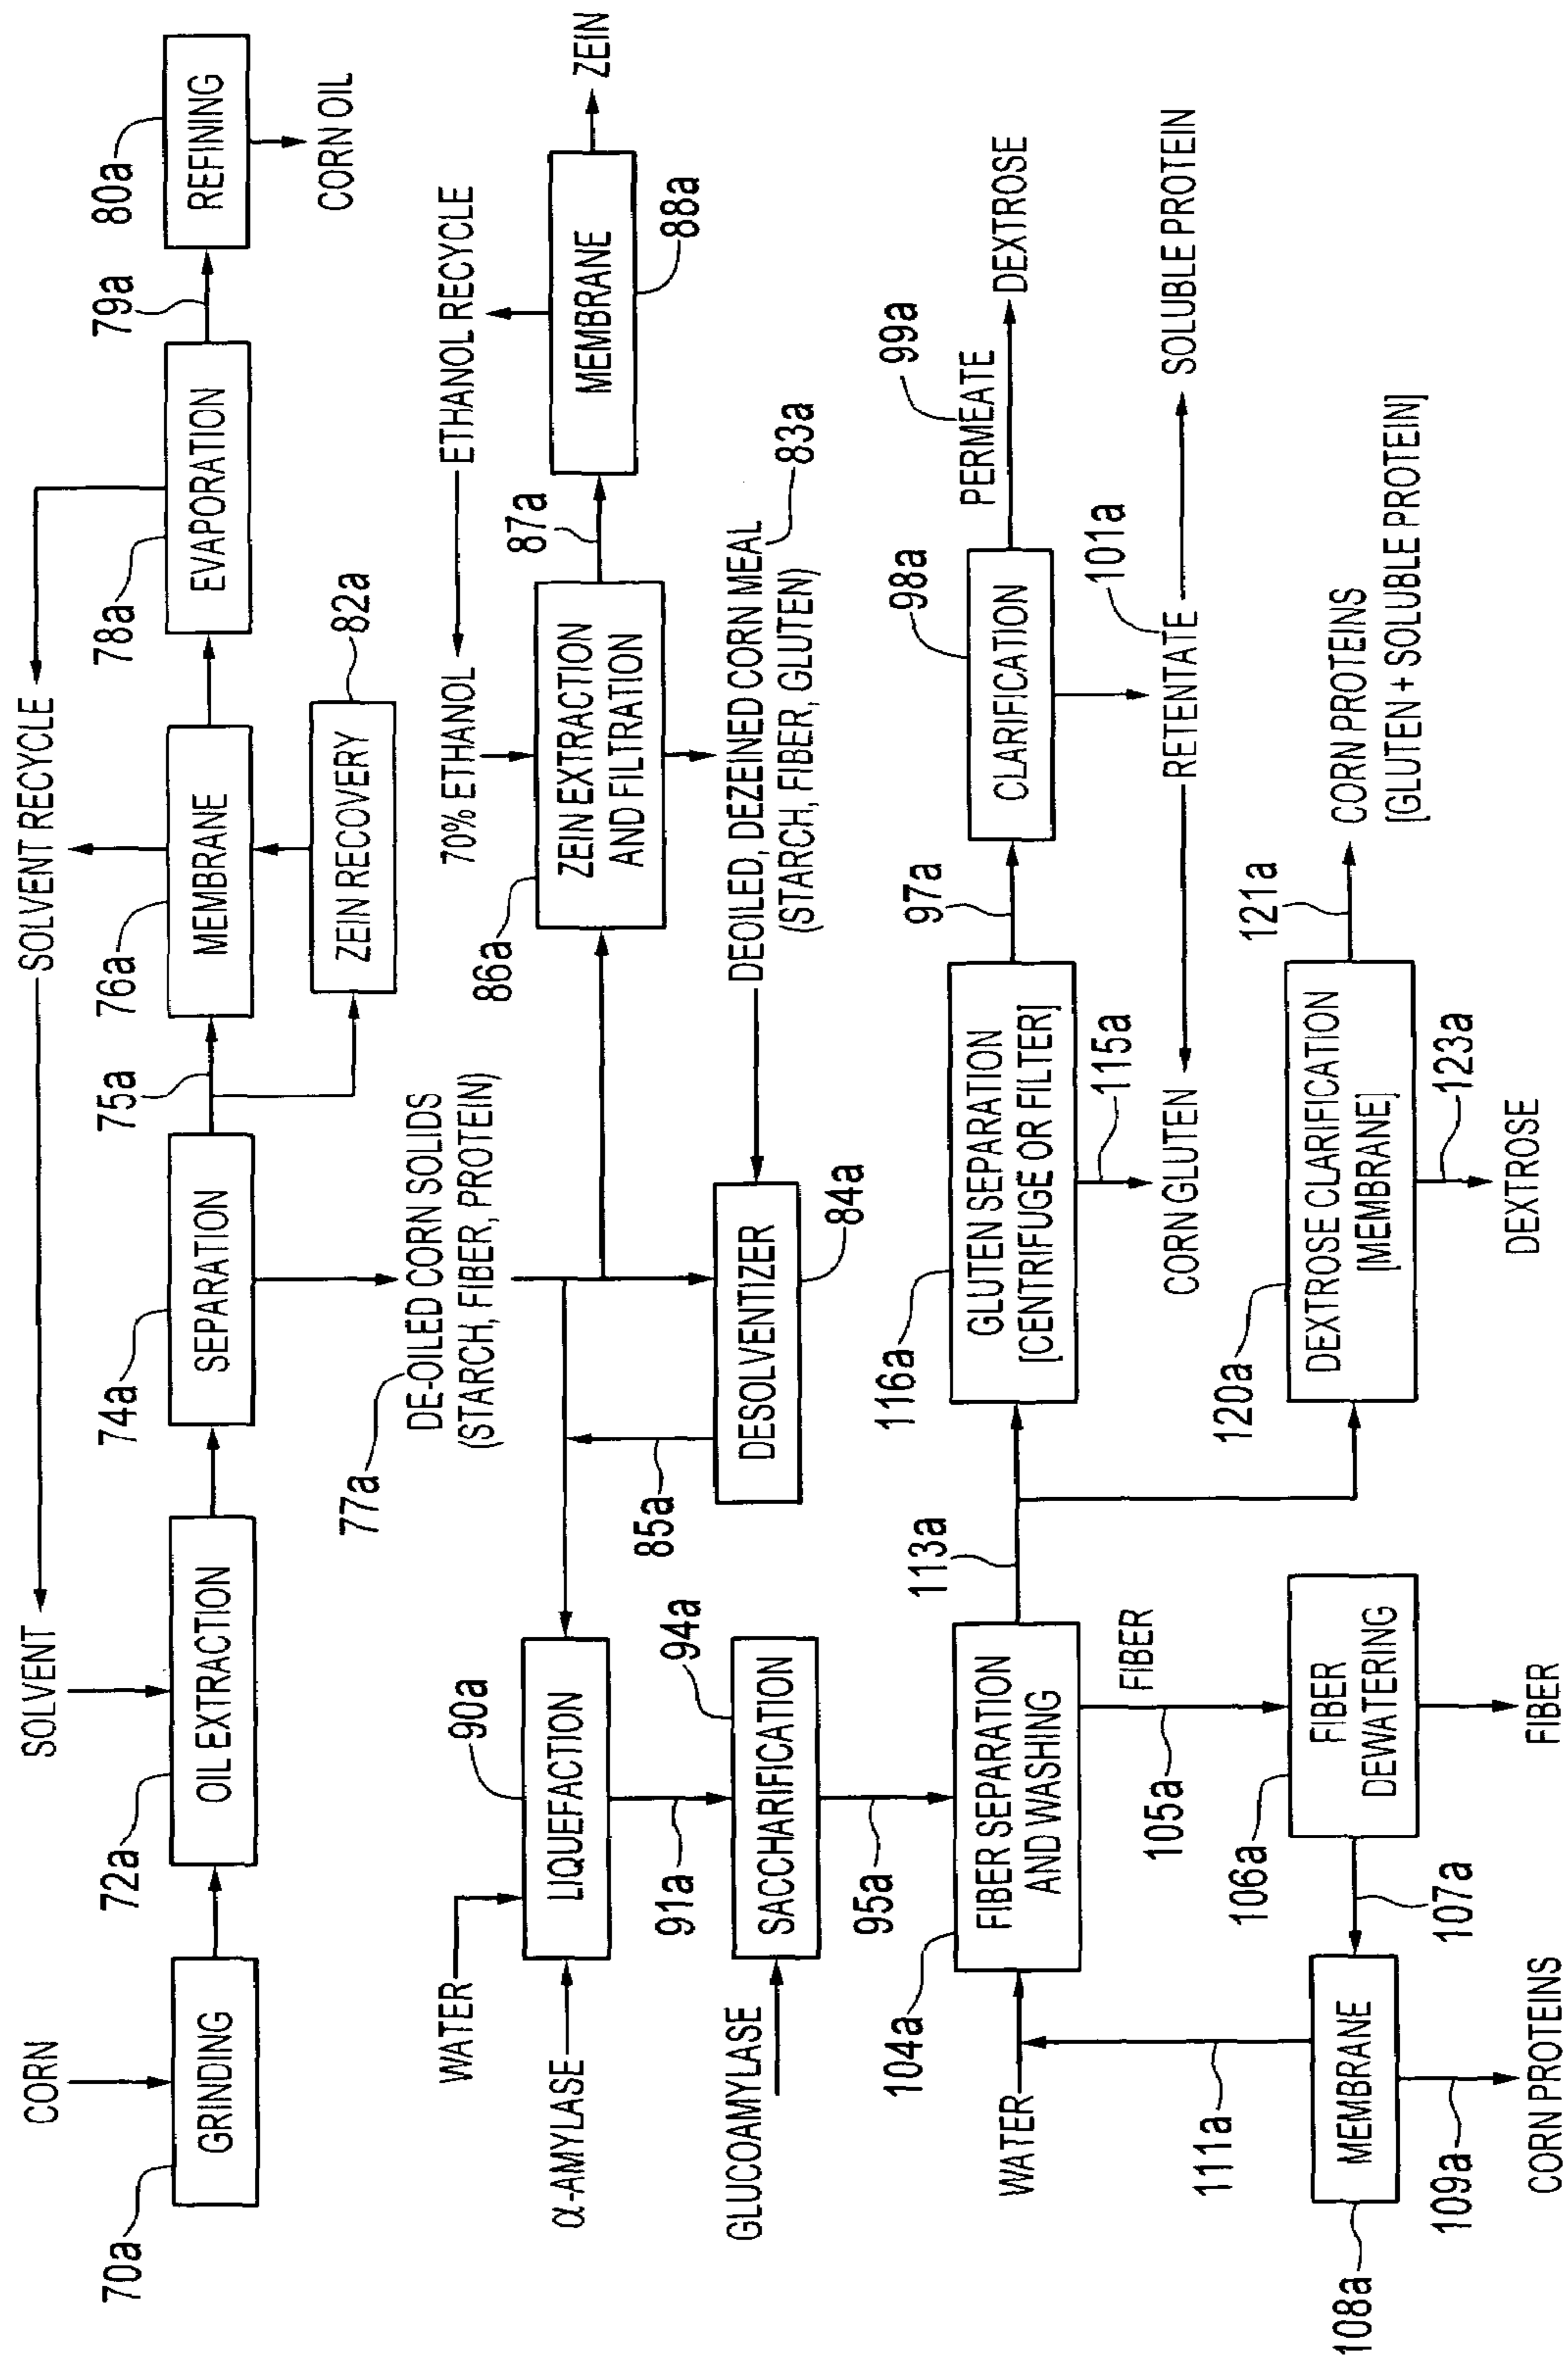 CORN
70a
GRINDING
SOLVENT
72a
OIL EXTRACTION
SOLVENT RECYCLE
74a
SEPARATION
75a
76a
MEMBRANE
ZEIN RECOVERY
82a
78a
EVAPORATION
79a
80a
REFINING
CORN OIL
77a
DE-OILED CORN SOLIDS
(STARCH, FIBER, PROTEIN)
70% ETHANOL
ETHANOL RECYCLE
86a
ZEIN EXTRACTION
AND FILTRATION
87a
MEMBRANE
88a
ZEIN
DEOILED, DEZEINED CORN MEAL
(STARCH, FIBER, GLUTEN)
83a
DESOLVENTIZER
84a
85a
WATER
α-AMYLASE
LIQUEFACTION
90a
91a
GLUCOAMYLASE
SACCHARIFICATION
94a
95a
WATER
104a
FIBER SEPARATION
AND WASHING
113a
116a
GLUTEN SEPARATION
[CENTRIFUGE OR FILTER]
115a
CORN GLUTEN
97a
CLARIFICATION
98a
PERMEATE
99a
DEXTROSE
RETENTATE
101a
SOLUBLE PROTEIN
FIBER
105a
106a
FIBER
DEWATERING
FIBER
107a
108a
MEMBRANE
109a
CORN PROTEINS
111a
120a
DEXTROSE CLARIFICATION
[MEMBRANE]
121a
CORN PROTEINS
[GLUTEN + SOLUBLE PROTEIN]
123a
DEXTROSE